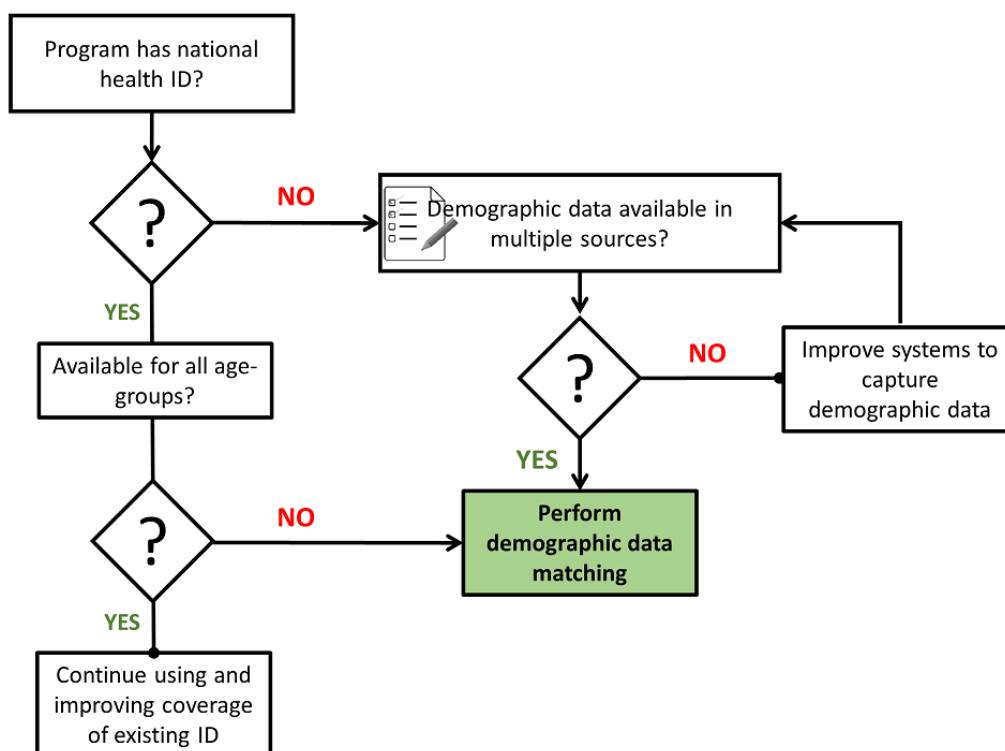 Program has national
health ID?
?
NO
Demographic data available in
multiple sources?
YES
Available for all age-
groups?
?
NO
Improve systems to
capture
demographic data
YES
?
NO
Perform
demographic data
matching
YES
Continue using and
improving coverage
of existing ID